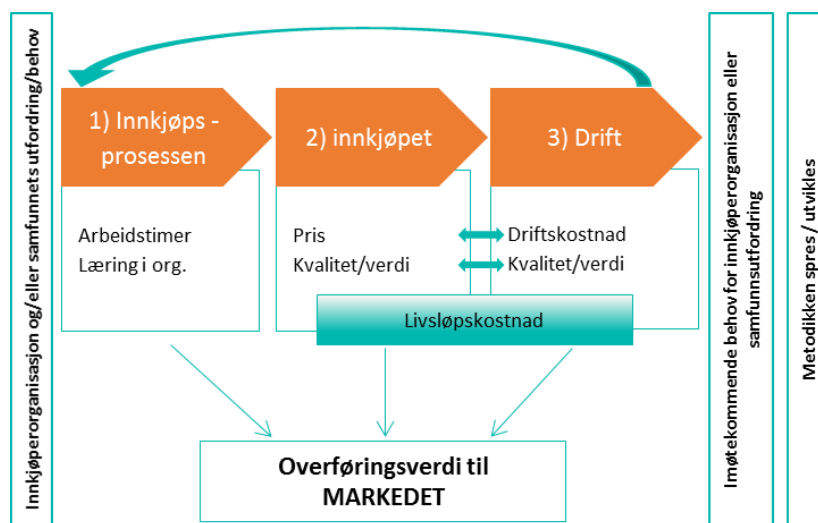 Innkjøperorganisasjon og/eller samfunnets utfordring/behov
1) Innkjøps -
prosessen
2) innkjøpet
3) Drift
Arbeidstimer
Læring i org.
Pris
Kvalitet/verdi
Driftskostnad
Kvalitet/verdi
Livsløpskostnad
Overføringsverdi til
MARKEDET
Imøtekommende behov for innkjøperorganisasjon eller
samfunnsutfordring
Metodikken spres / utvikles